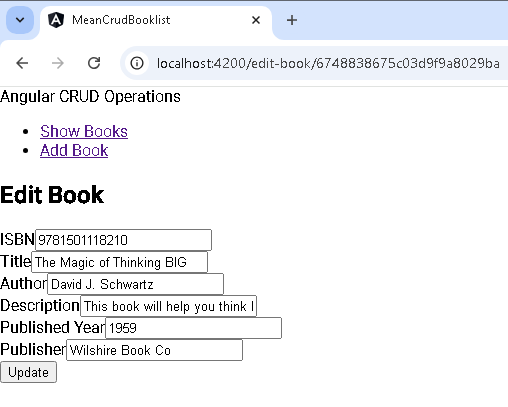 MeanCrudBooklist
localhost:4200/edit-book/6748838675c03d9f9a8029ba
Angular CRUD Operations
Show Books
Add Book
Edit Book
ISBN 9781501118210
Title The Magic of Thinking BIG
Author David J. Schwartz
Description This book will help you think
Published Year 1959
Publisher Wilshire Book Co
Update